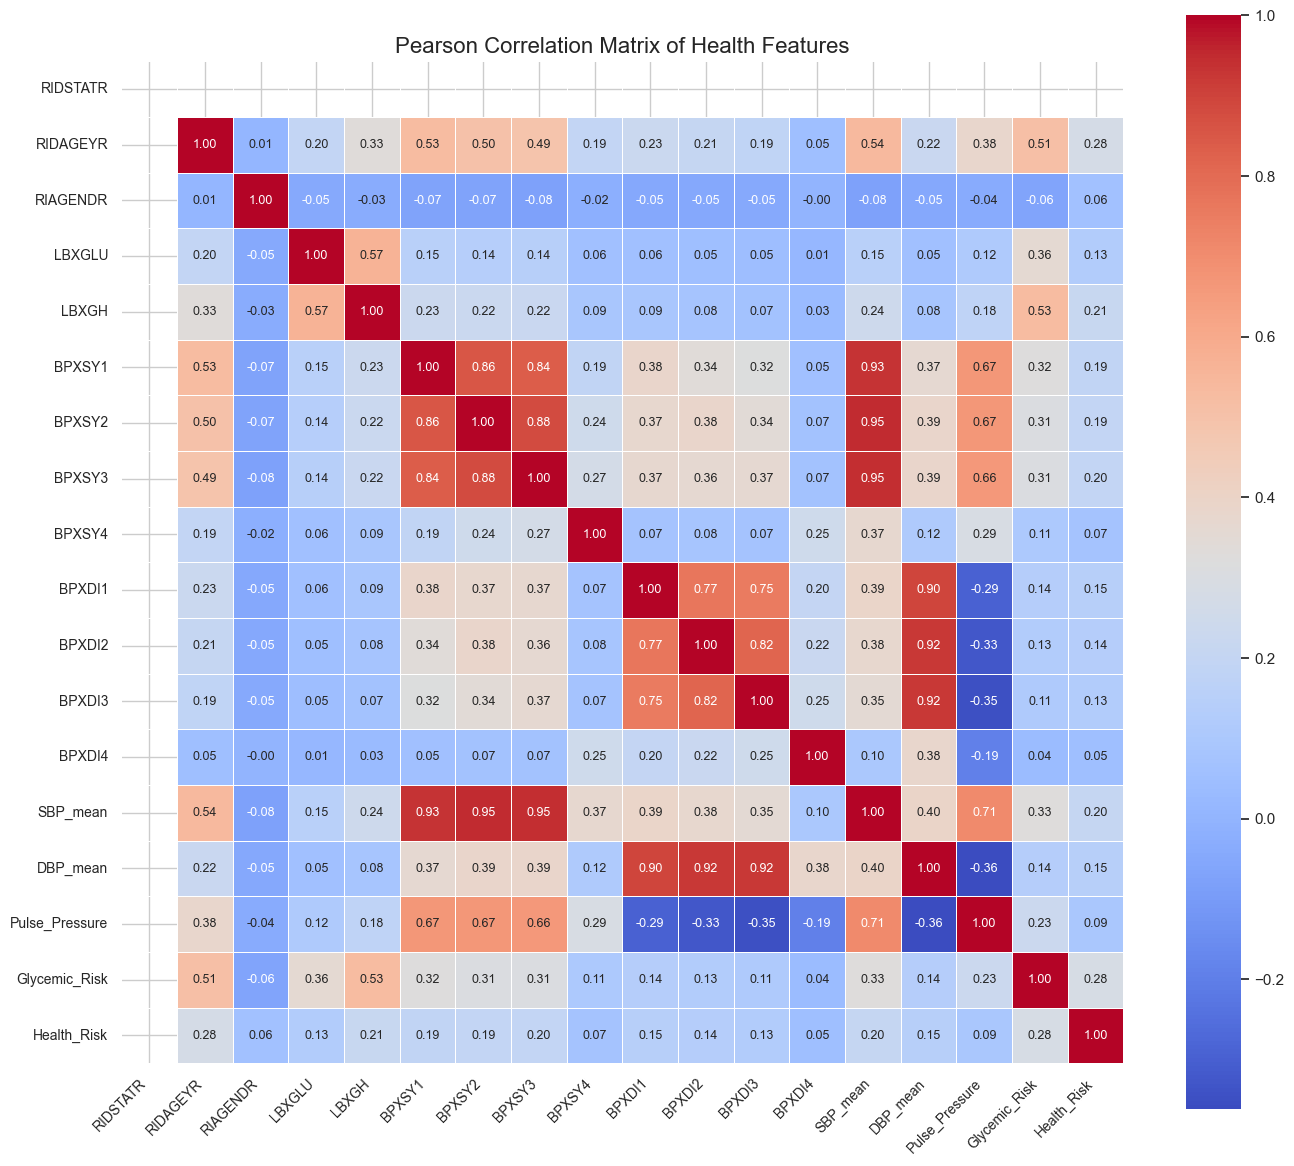 Pearson Correlation Matrix of Health Features
RIDSTATR
RIDAGEYR 1.00 0.01 0.20 0.33 0.53 0.50 0.49 0.19 0.23 0.21 0.19 0.05 0.54 0.22 0.38 0.51 0.28
RIAGENDR 0.01 1.00 -0.05 -0.03 -0.07 -0.07 -0.08 -0.02 -0.05 -0.05 -0.05 -0.00 -0.08 -0.05 -0.04 -0.06 0.06
LBXGLU 0.20 -0.05 1.00 0.57 0.15 0.14 0.14 0.06 0.06 0.05 0.05 0.01 0.15 0.05 0.12 0.36 0.13
LBXGH 0.33 -0.03 0.57 1.00 0.23 0.22 0.22 0.09 0.09 0.08 0.07 0.03 0.24 0.08 0.18 0.53 0.21
BPXSY1 0.53 -0.07 0.15 0.23 1.00 0.86 0.84 0.19 0.38 0.34 0.32 0.05 0.93 0.37 0.67 0.32 0.19
BPXSY2 0.50 -0.07 0.14 0.22 0.86 1.00 0.88 0.24 0.37 0.38 0.34 0.07 0.95 0.39 0.67 0.31 0.19
BPXSY3 0.49 -0.08 0.14 0.22 0.84 0.88 1.00 0.27 0.37 0.36 0.37 0.07 0.95 0.39 0.66 0.31 0.20
BPXSY4 0.19 -0.02 0.06 0.09 0.19 0.24 0.27 1.00 0.07 0.08 0.07 0.25 0.37 0.12 0.29 0.11 0.07
BPXDI1 0.23 -0.05 0.06 0.09 0.38 0.37 0.37 0.07 1.00 0.77 0.75 0.20 0.39 0.90 -0.29 0.14 0.15
BPXDI2 0.21 -0.05 0.05 0.08 0.34 0.38 0.36 0.08 0.77 1.00 0.82 0.22 0.38 0.92 -0.33 0.13 0.14
BPXDI3 0.19 -0.05 0.05 0.07 0.32 0.34 0.37 0.07 0.75 0.82 1.00 0.25 0.35 0.92 -0.35 0.11 0.13
BPXDI4 0.05 -0.00 0.01 0.03 0.05 0.07 0.07 0.25 0.20 0.22 0.25 1.00 0.10 0.38 -0.19 0.04 0.05
SBP_mean 0.54 -0.08 0.15 0.24 0.93 0.95 0.95 0.37 0.39 0.38 0.35 0.10 1.00 0.40 0.71 0.33 0.20
DBP_mean 0.22 -0.05 0.05 0.08 0.37 0.39 0.39 0.12 0.90 0.92 0.92 0.38 0.40 1.00 -0.36 0.14 0.15
Pulse_Pressure 0.38 -0.04 0.12 0.18 0.67 0.67 0.66 0.29 -0.29 -0.33 -0.35 -0.19 0.71 -0.36 1.00 0.23 0.09
Glycemic_Risk 0.51 -0.06 0.36 0.53 0.32 0.31 0.31 0.11 0.14 0.13 0.11 0.04 0.33 0.14 0.23 1.00 0.28
Health_Risk 0.28 0.06 0.13 0.21 0.19 0.19 0.20 0.07 0.15 0.14 0.13 0.05 0.20 0.15 0.09 0.28 1.00
RIDSTATR RIDAGEYR RIAGENDR LBXGLU LBXGH BPXSY1 BPXSY2 BPXSY3 BPXSY4 BPXDI1 BPXDI2 BPXDI3 BPXDI4 SBP_mean DBP_mean Pulse_Pressure Glycemic_Risk Health_Risk
1.0
0.8
0.6
0.4
0.2
0.0
−0.2